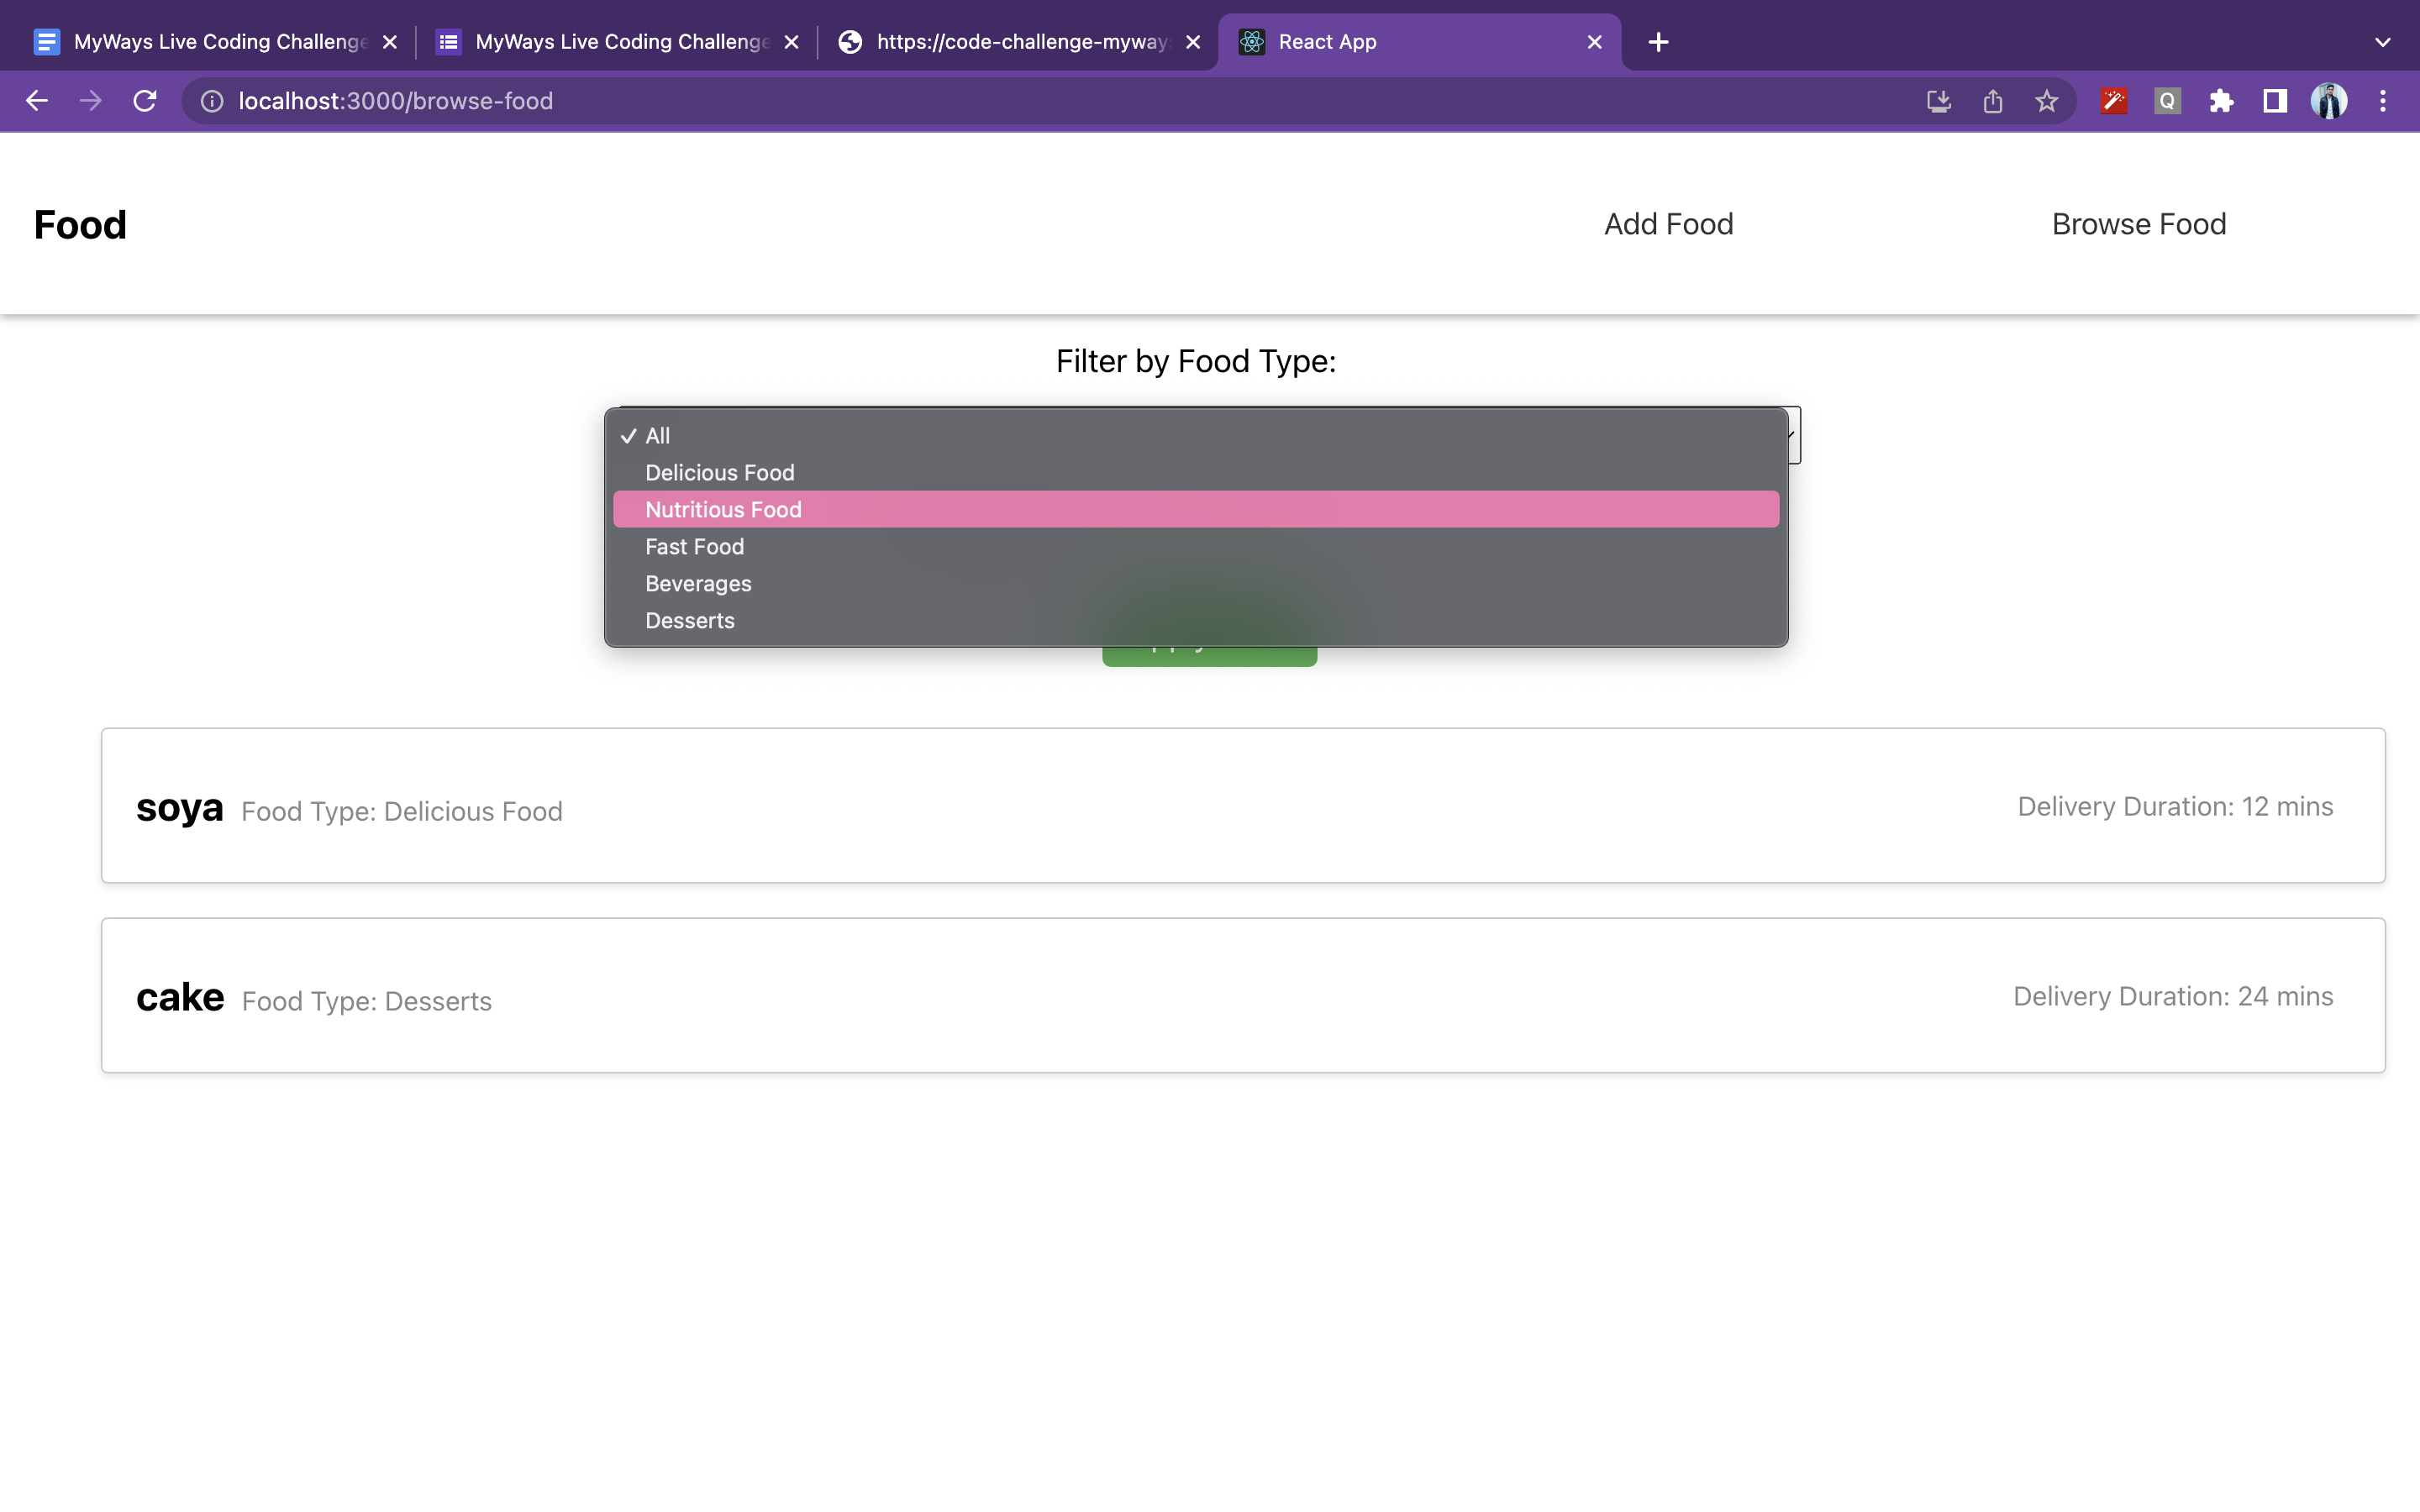 MyWays Live Coding Challenge
MyWays Live Coding Challenge
https://code-challenge-myway
React App
localhost:3000/browse-food
Q
Food
Add Food
Browse Food
Filter by Food Type:
✓ All
Delicious Food
Nutritious Food
Fast Food
Beverages
Desserts
soya Food Type: Delicious Food
Delivery Duration: 12 mins
cake Food Type: Desserts
Delivery Duration: 24 mins